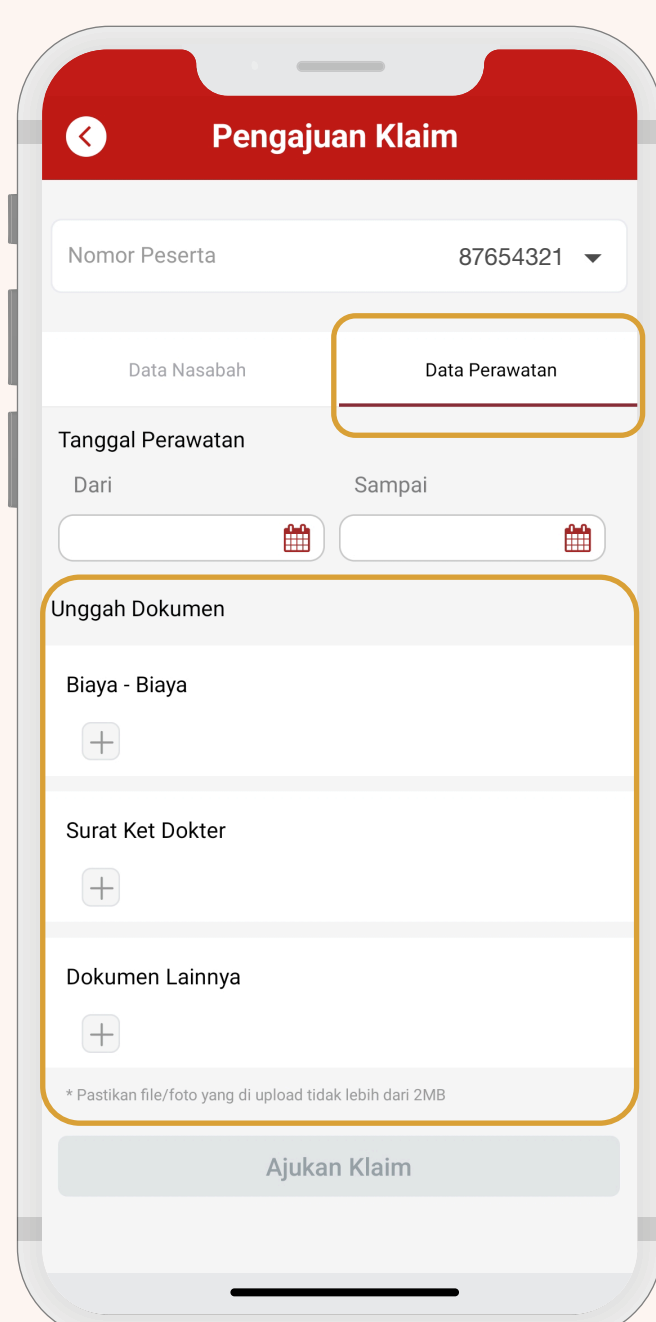 Pengajuan Klaim
Nomor Peserta 87654321
Data Nasabah Data Perawatan
Tanggal Perawatan
Dari Sampai
Unggah Dokumen
Biaya - Biaya
Surat Ket Dokter
Dokumen Lainnya
* Pastikan file/foto yang di upload tidak lebih dari 2MB
Ajukan Klaim